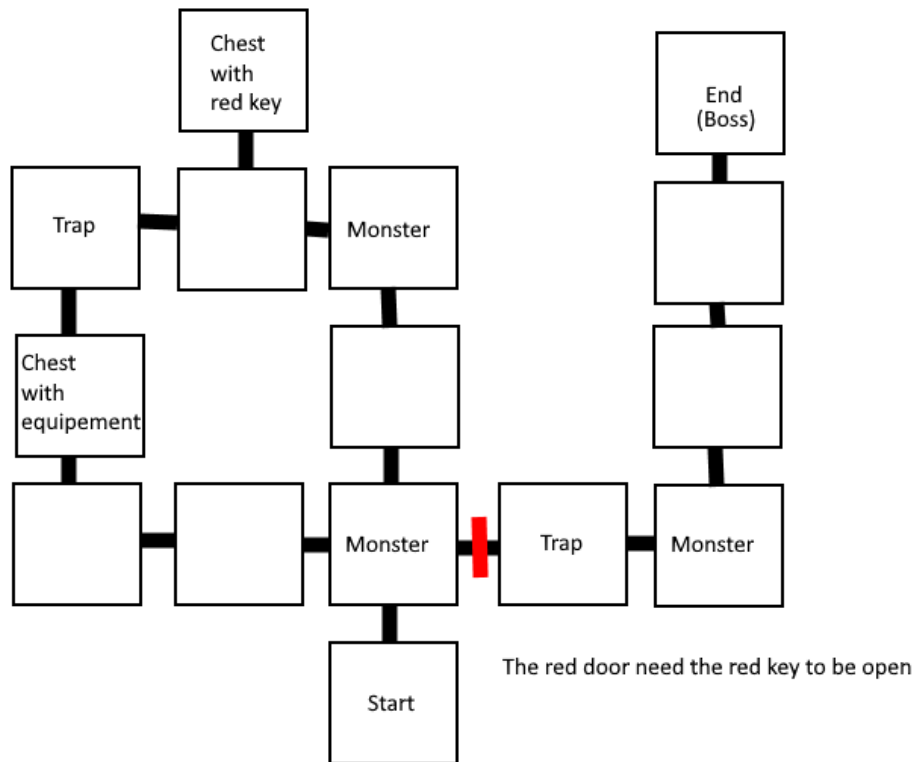 Chest
with
red key
End
(Boss)
Trap
Monster
Chest
with
equipement
Monster
Trap
Monster
The red door need the red key to be open
Start